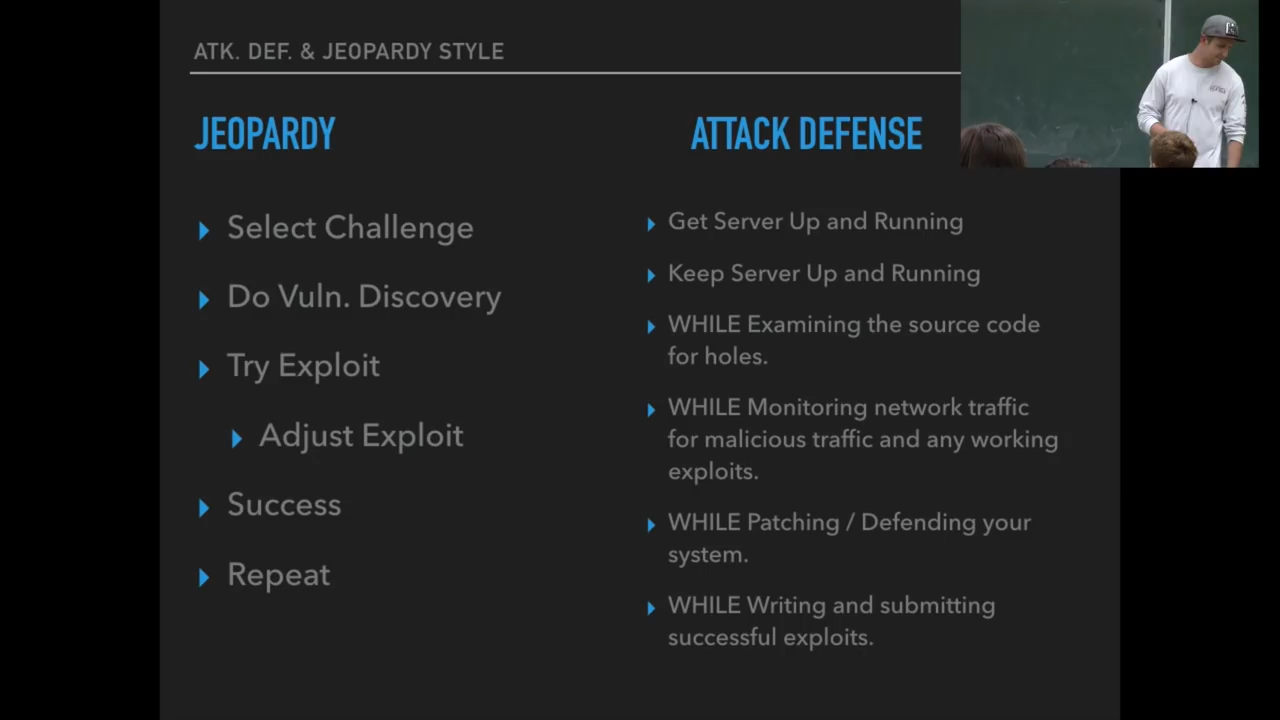 ATK. DEF. & JEOPARDY STYLE
JEOPARDY
Select Challenge
Do Vuln. Discovery
Try Exploit
Adjust Exploit
Success
Repeat
ATTACK DEFENSE
Get Server Up and Running
Keep Server Up and Running
WHILE Examining the source code
for holes.
WHILE Monitoring network traffic
for malicious traffic and any working
exploits.
WHILE Patching / Defending your
system.
WHILE Writing and submitting
successful exploits.